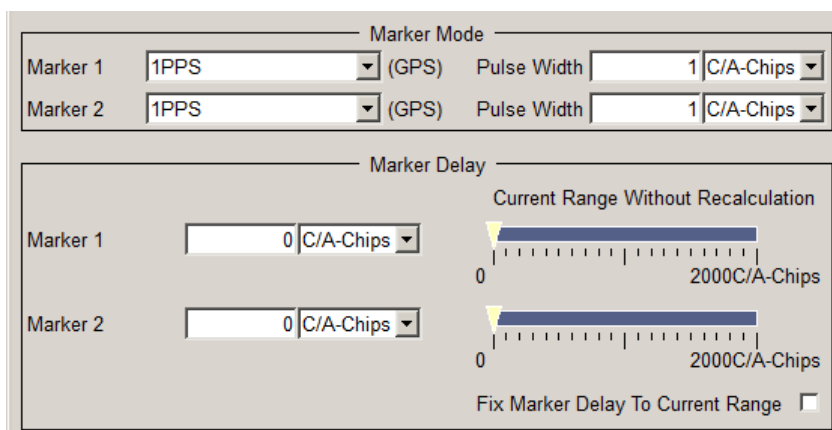 Marker Mode
Marker 1 1PPS (GPS) Pulse Width 1 C/A-Chips
Marker 2 1PPS (GPS) Pulse Width 1 C/A-Chips
Marker Delay
Current Range Without Recalculation
Marker 1 0 C/A-Chips
0 2000C/A-Chips
Marker 2 0 C/A-Chips
0 2000C/A-Chips
Fix Marker Delay To Current Range